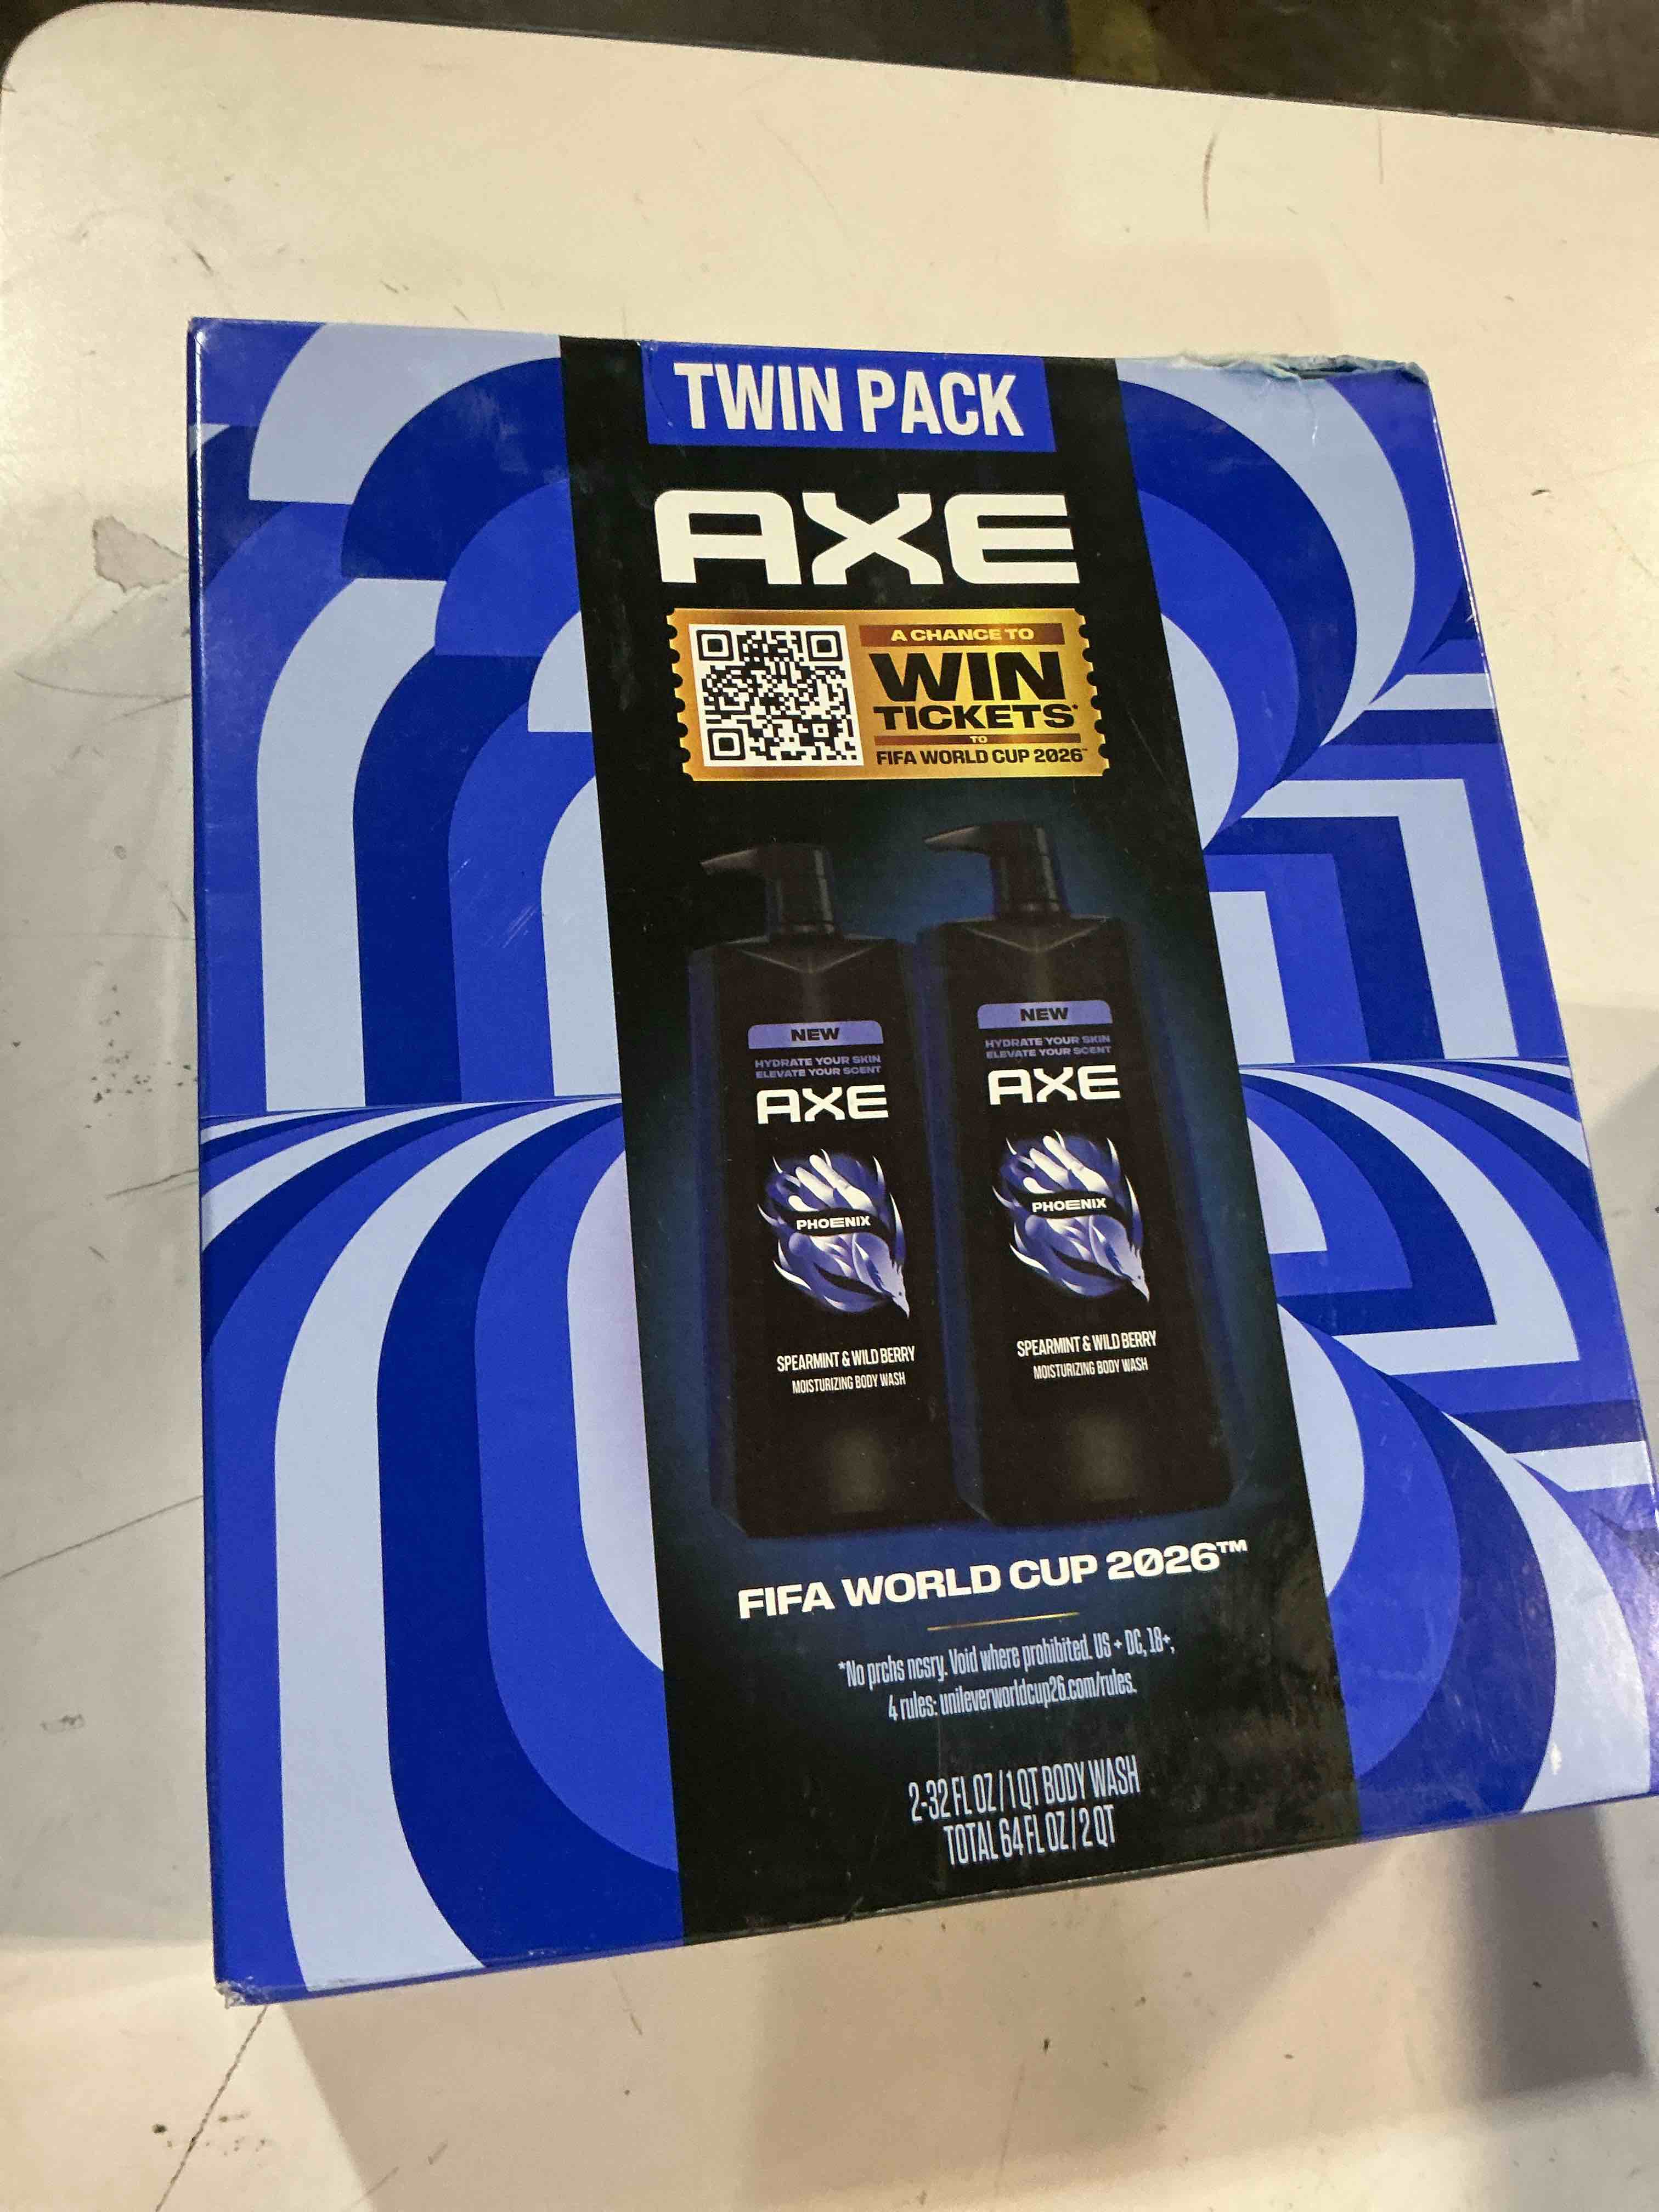 TWIN PACK
AXE
A CHANCE TO
WIN
TICKETS*
TO
FIFA WORLD CUP 2026™
NEW
HYDRATE YOUR SKIN
ELEVATE YOUR SCENT
AXE
PHOENIX
SPEARMINT & WILD BERRY
MOISTURIZING BODY WASH
NEW
HYDRATE YOUR SKIN
ELEVATE YOUR SCENT
AXE
PHOENIX
SPEARMINT & WILD BERRY
MOISTURIZING BODY WASH
FIFA WORLD CUP 2026™
*No prchs ncsry. Void where prohibited. US + DC, 18+,
4 rules: unileverworldcup26.com/rules.
2-32 FL OZ / 1 QT BODY WASH
TOTAL 64 FL OZ / 2 QT